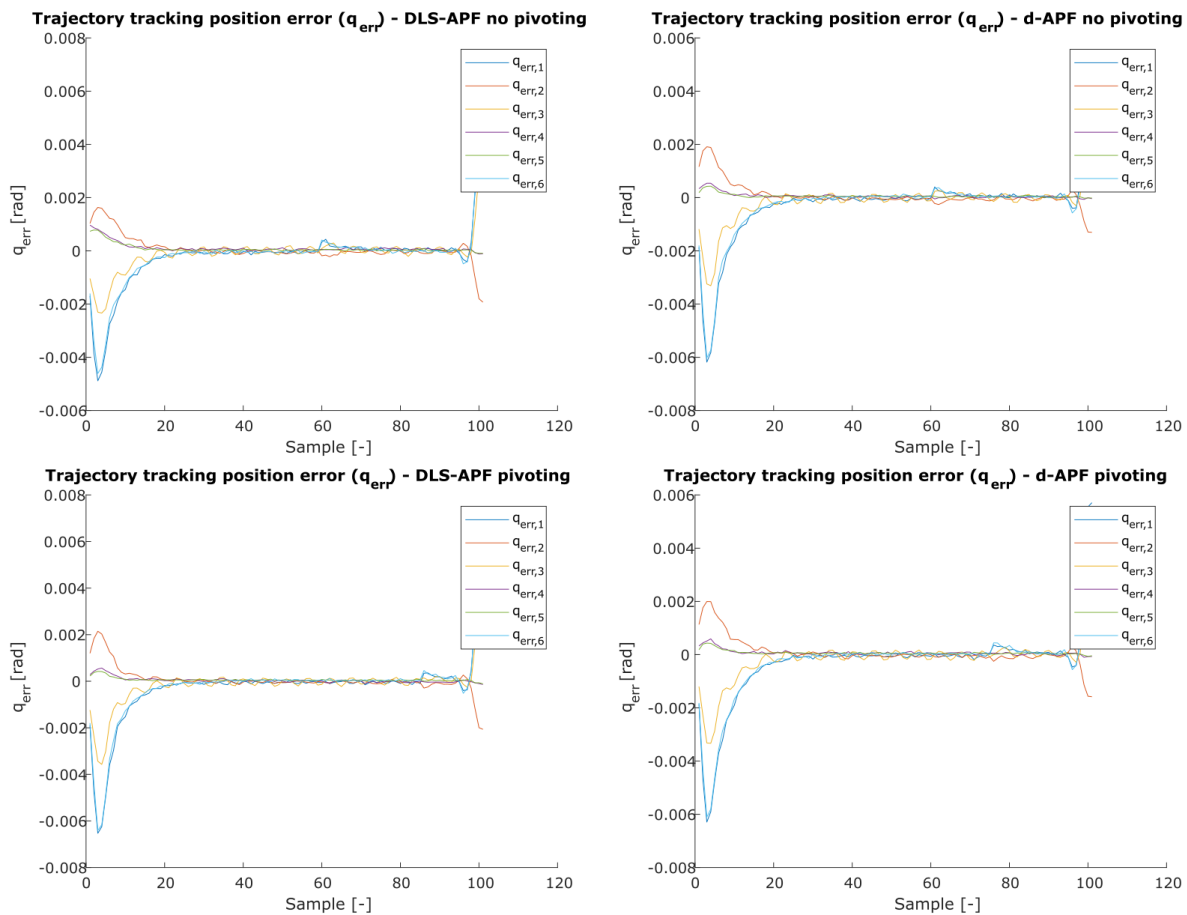 Trajectory tracking position error (q_err) - DLS-APF no pivoting
0.008
0.006
0.004
0.002
0
-0.002
-0.004
-0.006
q_err [rad]
0 20 40 60 80 100 120
Sample [-]
q_err,1
q_err,2
q_err,3
q_err,4
q_err,5
q_err,6
Trajectory tracking position error (q_err) - d-APF no pivoting
0.006
0.004
0.002
0
-0.002
-0.004
-0.006
-0.008
q_err [rad]
0 20 40 60 80 100 120
Sample [-]
q_err,1
q_err,2
q_err,3
q_err,4
q_err,5
q_err,6
Trajectory tracking position error (q_err) - DLS-APF pivoting
0.008
0.006
0.004
0.002
0
-0.002
-0.004
-0.006
-0.008
q_err [rad]
0 20 40 60 80 100 120
Sample [-]
q_err,1
q_err,2
q_err,3
q_err,4
q_err,5
q_err,6
Trajectory tracking position error (q_err) - d-APF pivoting
0.006
0.004
0.002
0
-0.002
-0.004
-0.006
-0.008
q_err [rad]
0 20 40 60 80 100 120
Sample [-]
q_err,1
q_err,2
q_err,3
q_err,4
q_err,5
q_err,6